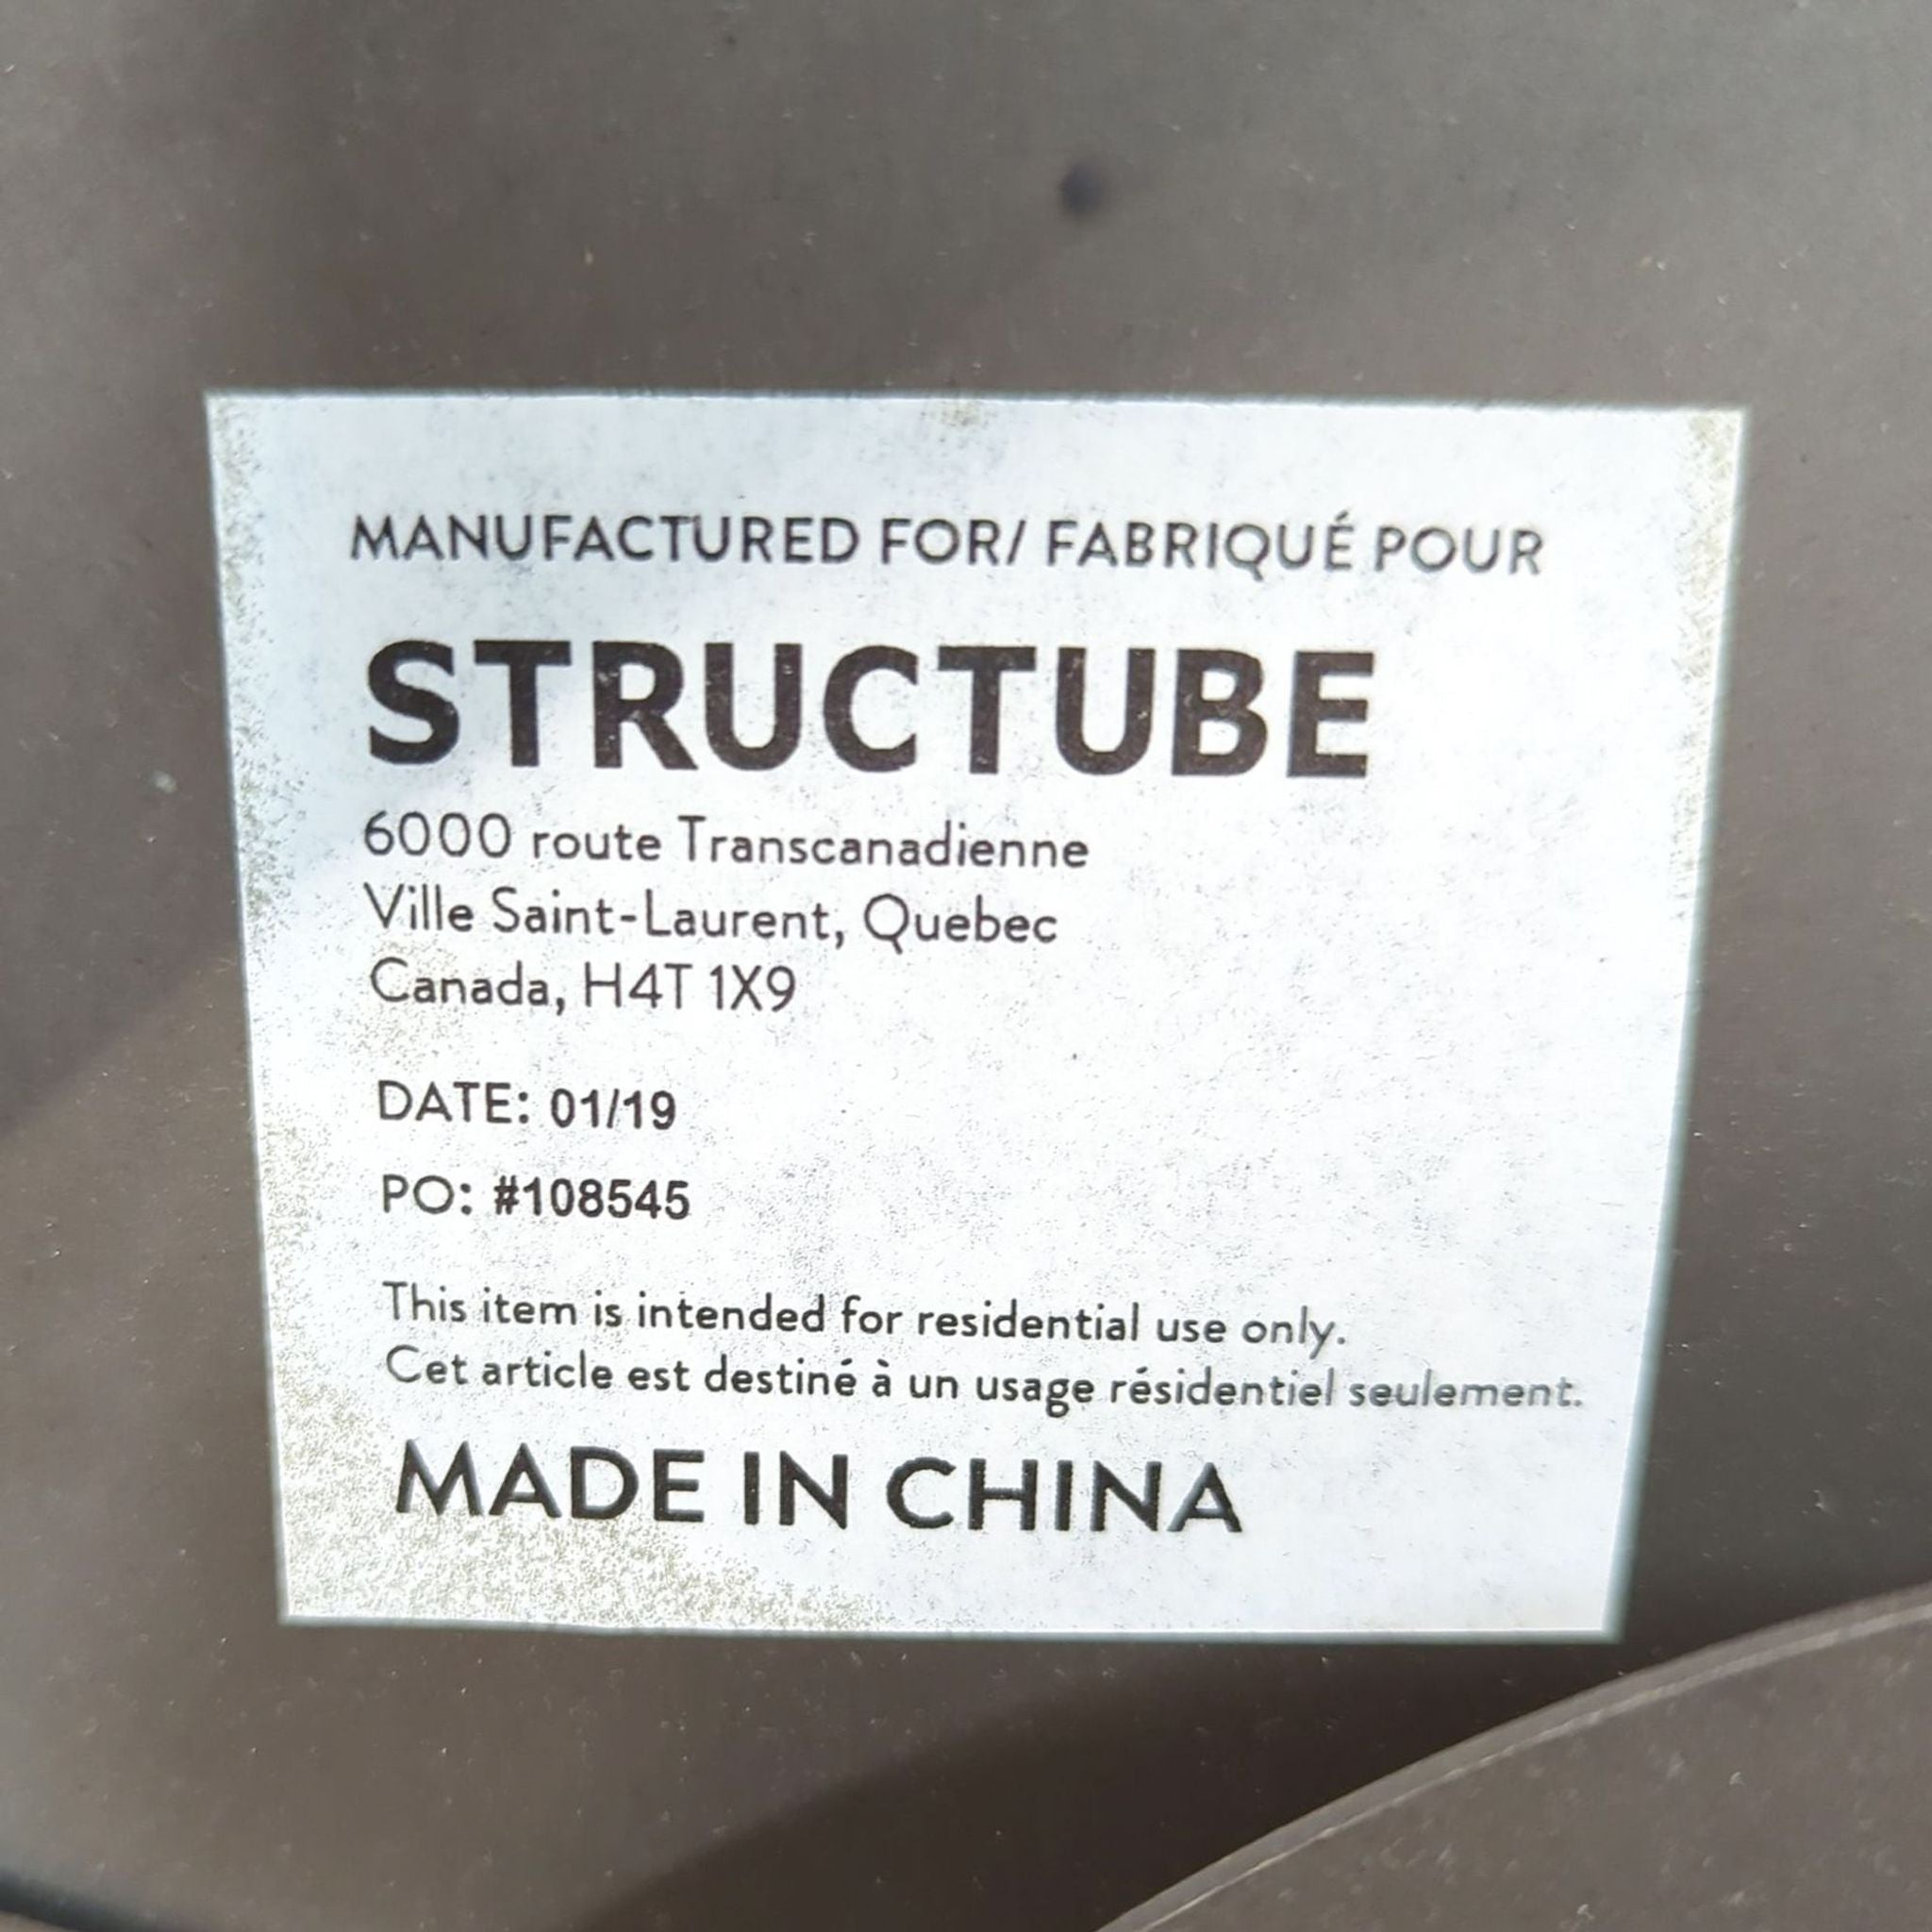 MANUFACTURED FOR/ FABRIQUÉ POUR
STRUCTUBE
6000 route Transcanadienne
Ville Saint-Laurent, Quebec
Canada, H4T 1X9
DATE: 01/19
PO: #108545
This item is intended for residential use only.
Cet article est destiné à un usage résidentiel seulement.
MADE IN CHINA